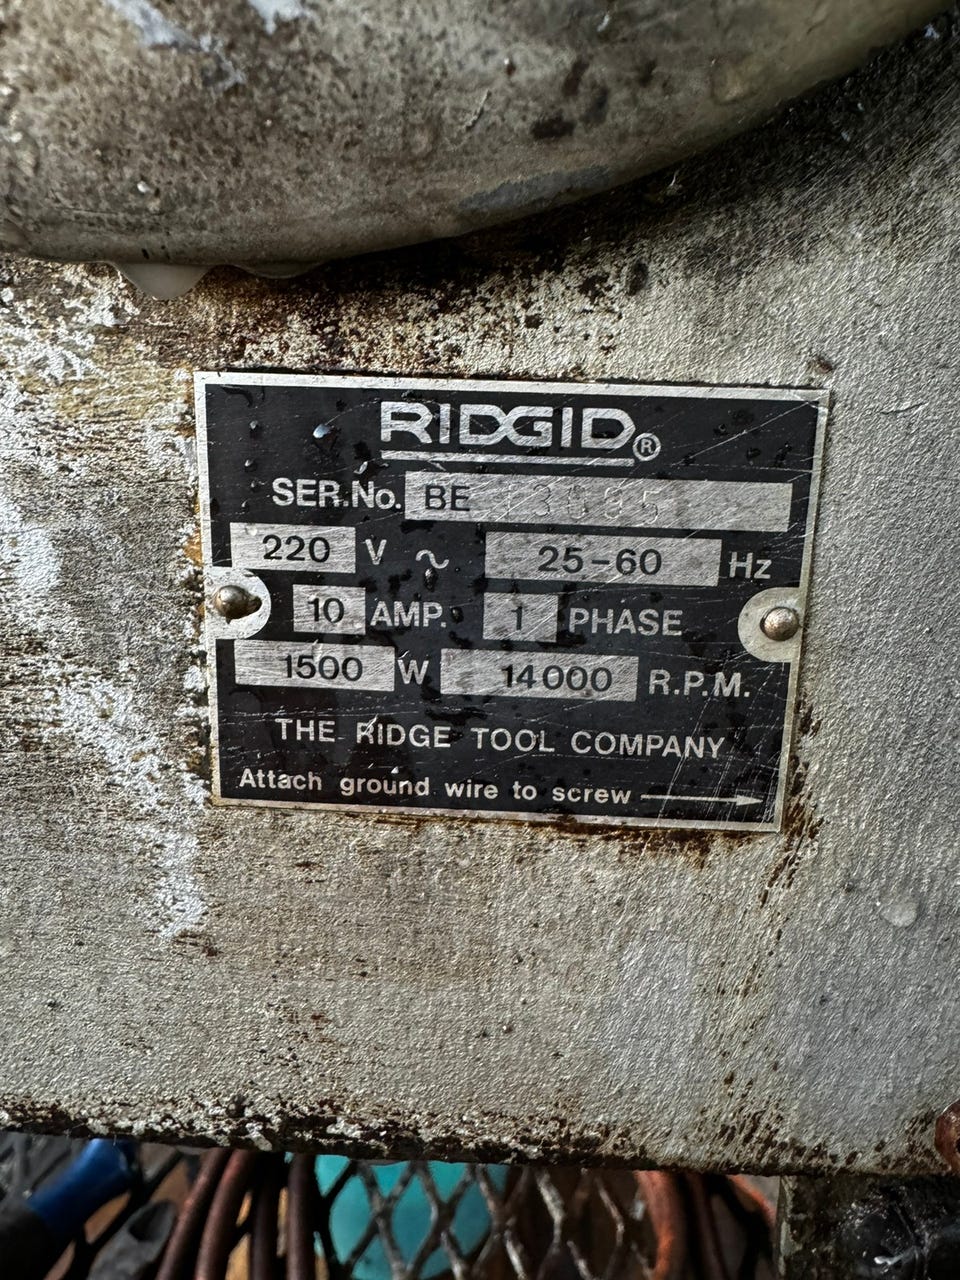 RIDGID®
SER.No. BE
220 V ~ 25-60 Hz
10 AMP. 1 PHASE
1500 W 14000 R.P.M.
THE RIDGE TOOL COMPANY
Attach ground wire to screw →